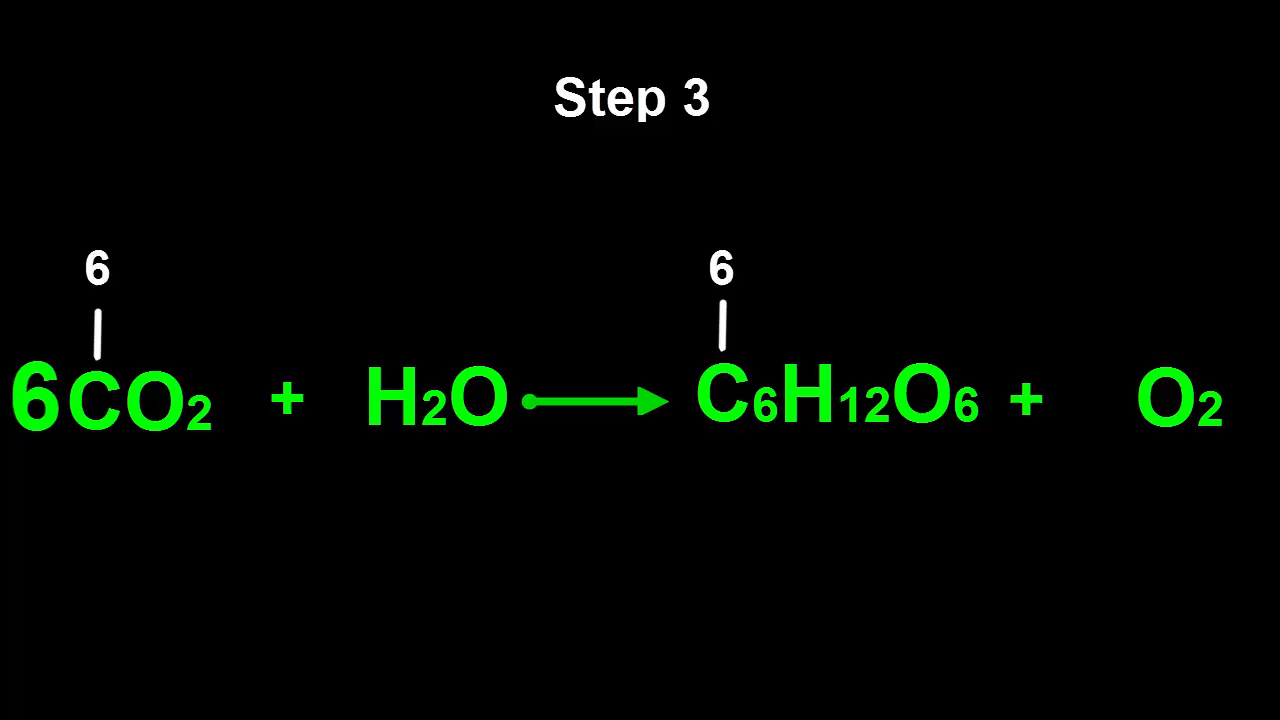 Step 3
6 6
6CO₂ + H₂O → C₆H₁₂O₆ + O₂